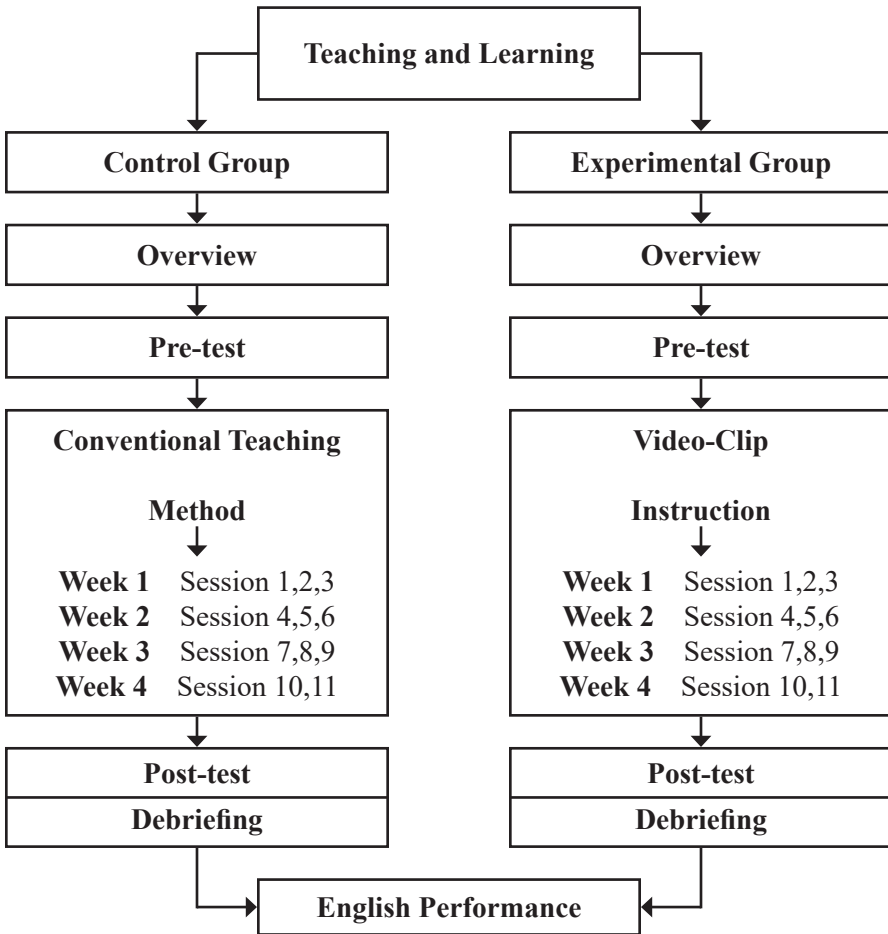 Teaching and Learning
Control Group
Overview
Pre-test
Conventional Teaching
Method
Week 1 Session 1,2,3
Week 2 Session 4,5,6
Week 3 Session 7,8,9
Week 4 Session 10,11
Post-test
Debriefing
Experimental Group
Overview
Pre-test
Video-Clip
Instruction
Week 1 Session 1,2,3
Week 2 Session 4,5,6
Week 3 Session 7,8,9
Week 4 Session 10,11
Post-test
Debriefing
English Performance